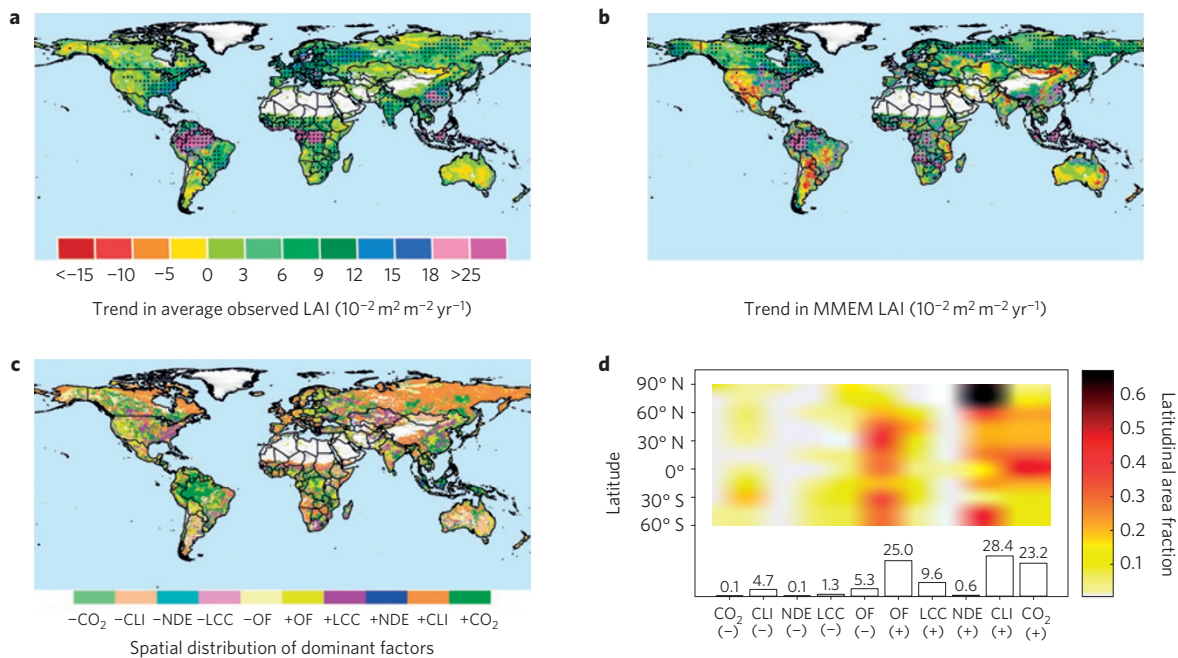 a
<−15 −10 −5 0 3 6 9 12 15 18 >25
Trend in average observed LAI (10⁻² m² m⁻² yr⁻¹)
b
Trend in MMEM LAI (10⁻² m² m⁻² yr⁻¹)
c
−CO₂ −CLI −NDE −LCC −OF +OF +LCC +NDE +CLI +CO₂
Spatial distribution of dominant factors
d
90° N
60° N
30° N
0°
30° S
60° S
Latitude
0.1 4.7 0.1 1.3 5.3 25.0 9.6 0.6 28.4 23.2
CO₂ CLI NDE LCC OF OF LCC NDE CLI CO₂
(−) (−) (−) (−) (−) (+) (+) (+) (+) (+)
0.6
0.5
0.4
0.3
0.2
0.1
Latitudinal area fraction